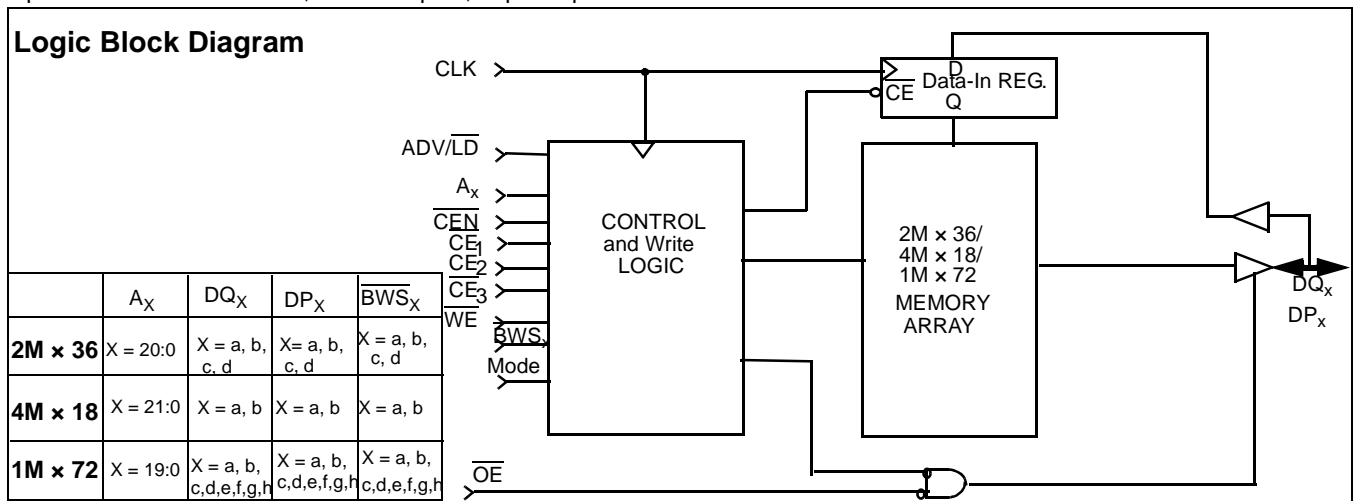 Logic Block Diagram
CLK
D
CE Data-In REG.
Q
ADV/LD
Ax
CEN
CE1
CE2
CE3
WE
BWSx
Mode
CONTROL
and Write
LOGIC
2M × 36/
4M × 18/
1M × 72
MEMORY
ARRAY
DQx
DPx
OE
AX DQX DPX BWSX
2M × 36 X = 20:0 X = a, b, c, d X= a, b, c, d X = a, b, c, d
4M × 18 X = 21:0 X = a, b X = a, b X = a, b
1M × 72 X = 19:0 X = a, b, c,d,e,f,g,h X = a, b, c,d,e,f,g,h X = a, b, c,d,e,f,g,h